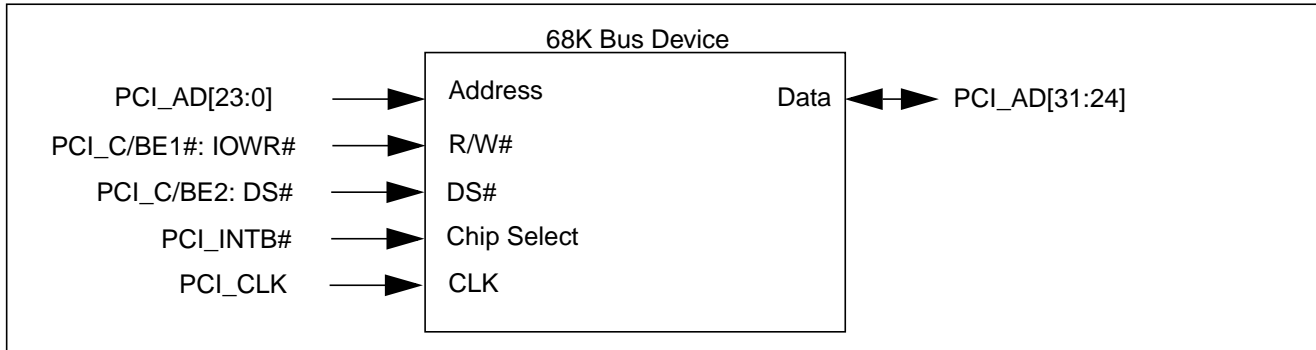 68K Bus Device
PCI_AD[23:0] Address Data PCI_AD[31:24]
PCI_C/BE1#: IOWR# R/W#
PCI_C/BE2: DS# DS#
PCI_INTB# Chip Select
PCI_CLK CLK